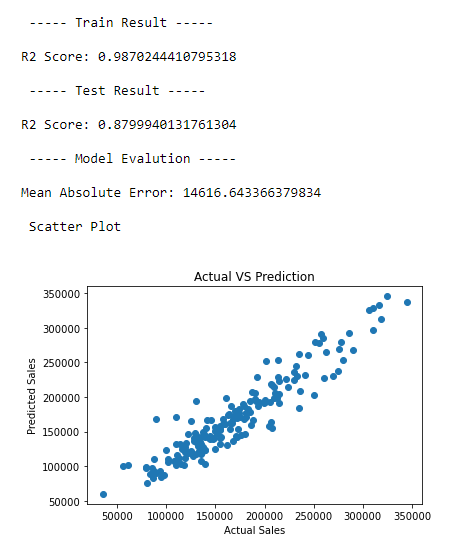 ----- Train Result -----
R2 Score: 0.9870244410795318
----- Test Result -----
R2 Score: 0.8799940131761304
----- Model Evalution -----
Mean Absolute Error: 14616.643366379834
Scatter Plot
Actual VS Prediction
350000
300000
250000
200000
150000
100000
50000
Predicted Sales
50000 100000 150000 200000 250000 300000 350000
Actual Sales